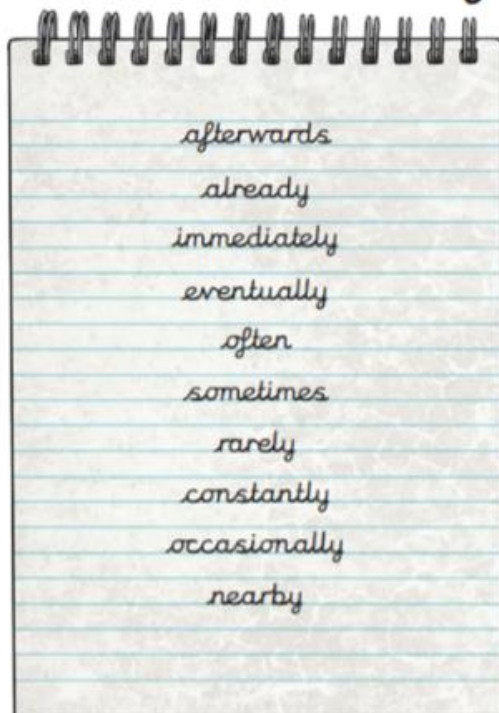 afterwards
already
immediately
eventually
often
sometimes
rarely
constantly
occasionally
nearby